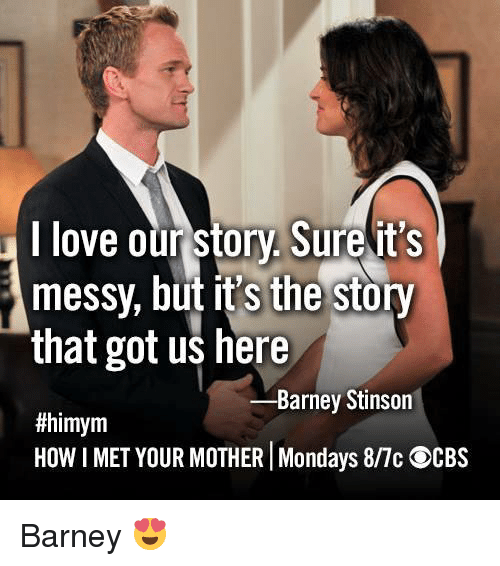 I love our story. Sure it's
messy, but it's the story
that got us here
—Barney Stinson
#himym
HOW I MET YOUR MOTHER | Mondays 8/7c CBS
Barney 😍